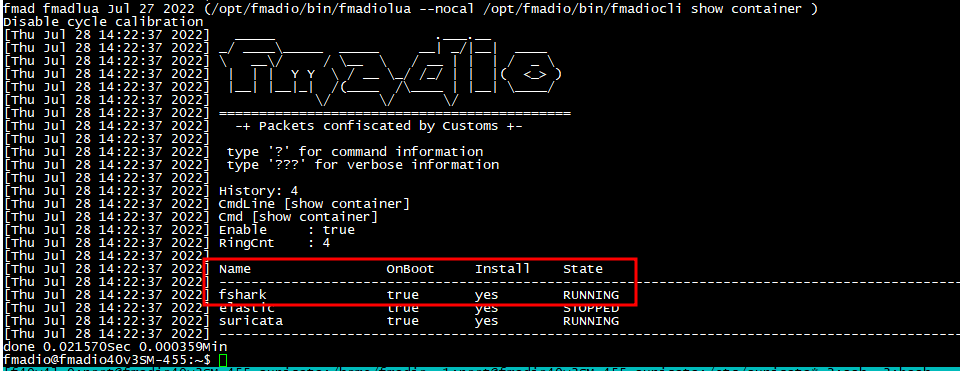 fmad fmadlua Jul 27 2022 (/opt/fmadio/bin/fmadiolua --nocal /opt/fmadio/bin/fmadiocli show container )
Disable cycle calibration
[Thu Jul 28 14:22:37 2022]
[Thu Jul 28 14:22:37 2022]
[Thu Jul 28 14:22:37 2022]
[Thu Jul 28 14:22:37 2022] fmadio
[Thu Jul 28 14:22:37 2022]
[Thu Jul 28 14:22:37 2022]
[Thu Jul 28 14:22:37 2022] ============================================
[Thu Jul 28 14:22:37 2022]   -+ Packets confiscated by Customs +-
[Thu Jul 28 14:22:37 2022]
[Thu Jul 28 14:22:37 2022]  type '?' for command information
[Thu Jul 28 14:22:37 2022]  type '???' for verbose information
[Thu Jul 28 14:22:37 2022]
[Thu Jul 28 14:22:37 2022] History: 4
[Thu Jul 28 14:22:37 2022] CmdLine [show container]
[Thu Jul 28 14:22:37 2022] Cmd [show container]
[Thu Jul 28 14:22:37 2022] Enable     : true
[Thu Jul 28 14:22:37 2022] RingCnt    : 4
[Thu Jul 28 14:22:37 2022]
[Thu Jul 28 14:22:37 2022] Name                 OnBoot     Install    State
[Thu Jul 28 14:22:37 2022] ------------------------------------------------------------
[Thu Jul 28 14:22:37 2022] fshark               true       yes        RUNNING
[Thu Jul 28 14:22:37 2022] elastic              true       yes        STOPPED
[Thu Jul 28 14:22:37 2022] suricata             true       yes        RUNNING
[Thu Jul 28 14:22:37 2022] ------------------------------------------------------------
done 0.021570Sec 0.000359Min
fmadio@fmadio40v3SM-455:~$